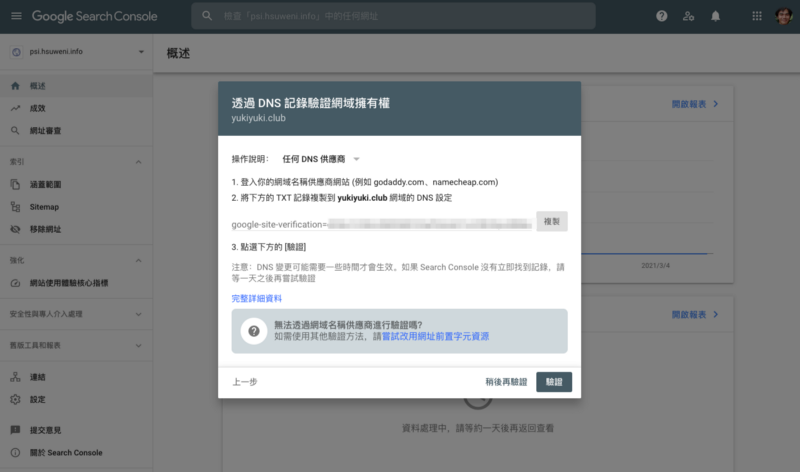 Google Search Console
檢查「psi.hsuweni.info」中的任何網址
psi.hsuweni.info
概述
概述
成效
網址審查
索引
涵蓋範圍
Sitemap
移除網址
強化
網站使用體驗核心指標
安全性與專人介入處理
舊版工具和報表
連結
設定
提交意見
關於 Search Console
開啟報表
2021/3/4
開啟報表
資料處理中，請等約一天後再返回查看
透過 DNS 記錄驗證網域擁有權
yukiyuki.club
操作說明： 任何 DNS 供應商
1. 登入你的網域名稱供應商網站 (例如 godaddy.com、namecheap.com)
2. 將下方的 TXT 記錄複製到 yukiyuki.club 網域的 DNS 設定
google-site-verification=
複製
3. 點選下方的 [驗證]
注意：DNS 變更可能需要一些時間才會生效。如果 Search Console 沒有立即找到記錄，請
等一天之後再嘗試驗證
完整詳細資料
無法透過網域名稱供應商進行驗證嗎?
如需使用其他驗證方法，請嘗試改用網址前置字元資源
上一步
稍後再驗證
驗證